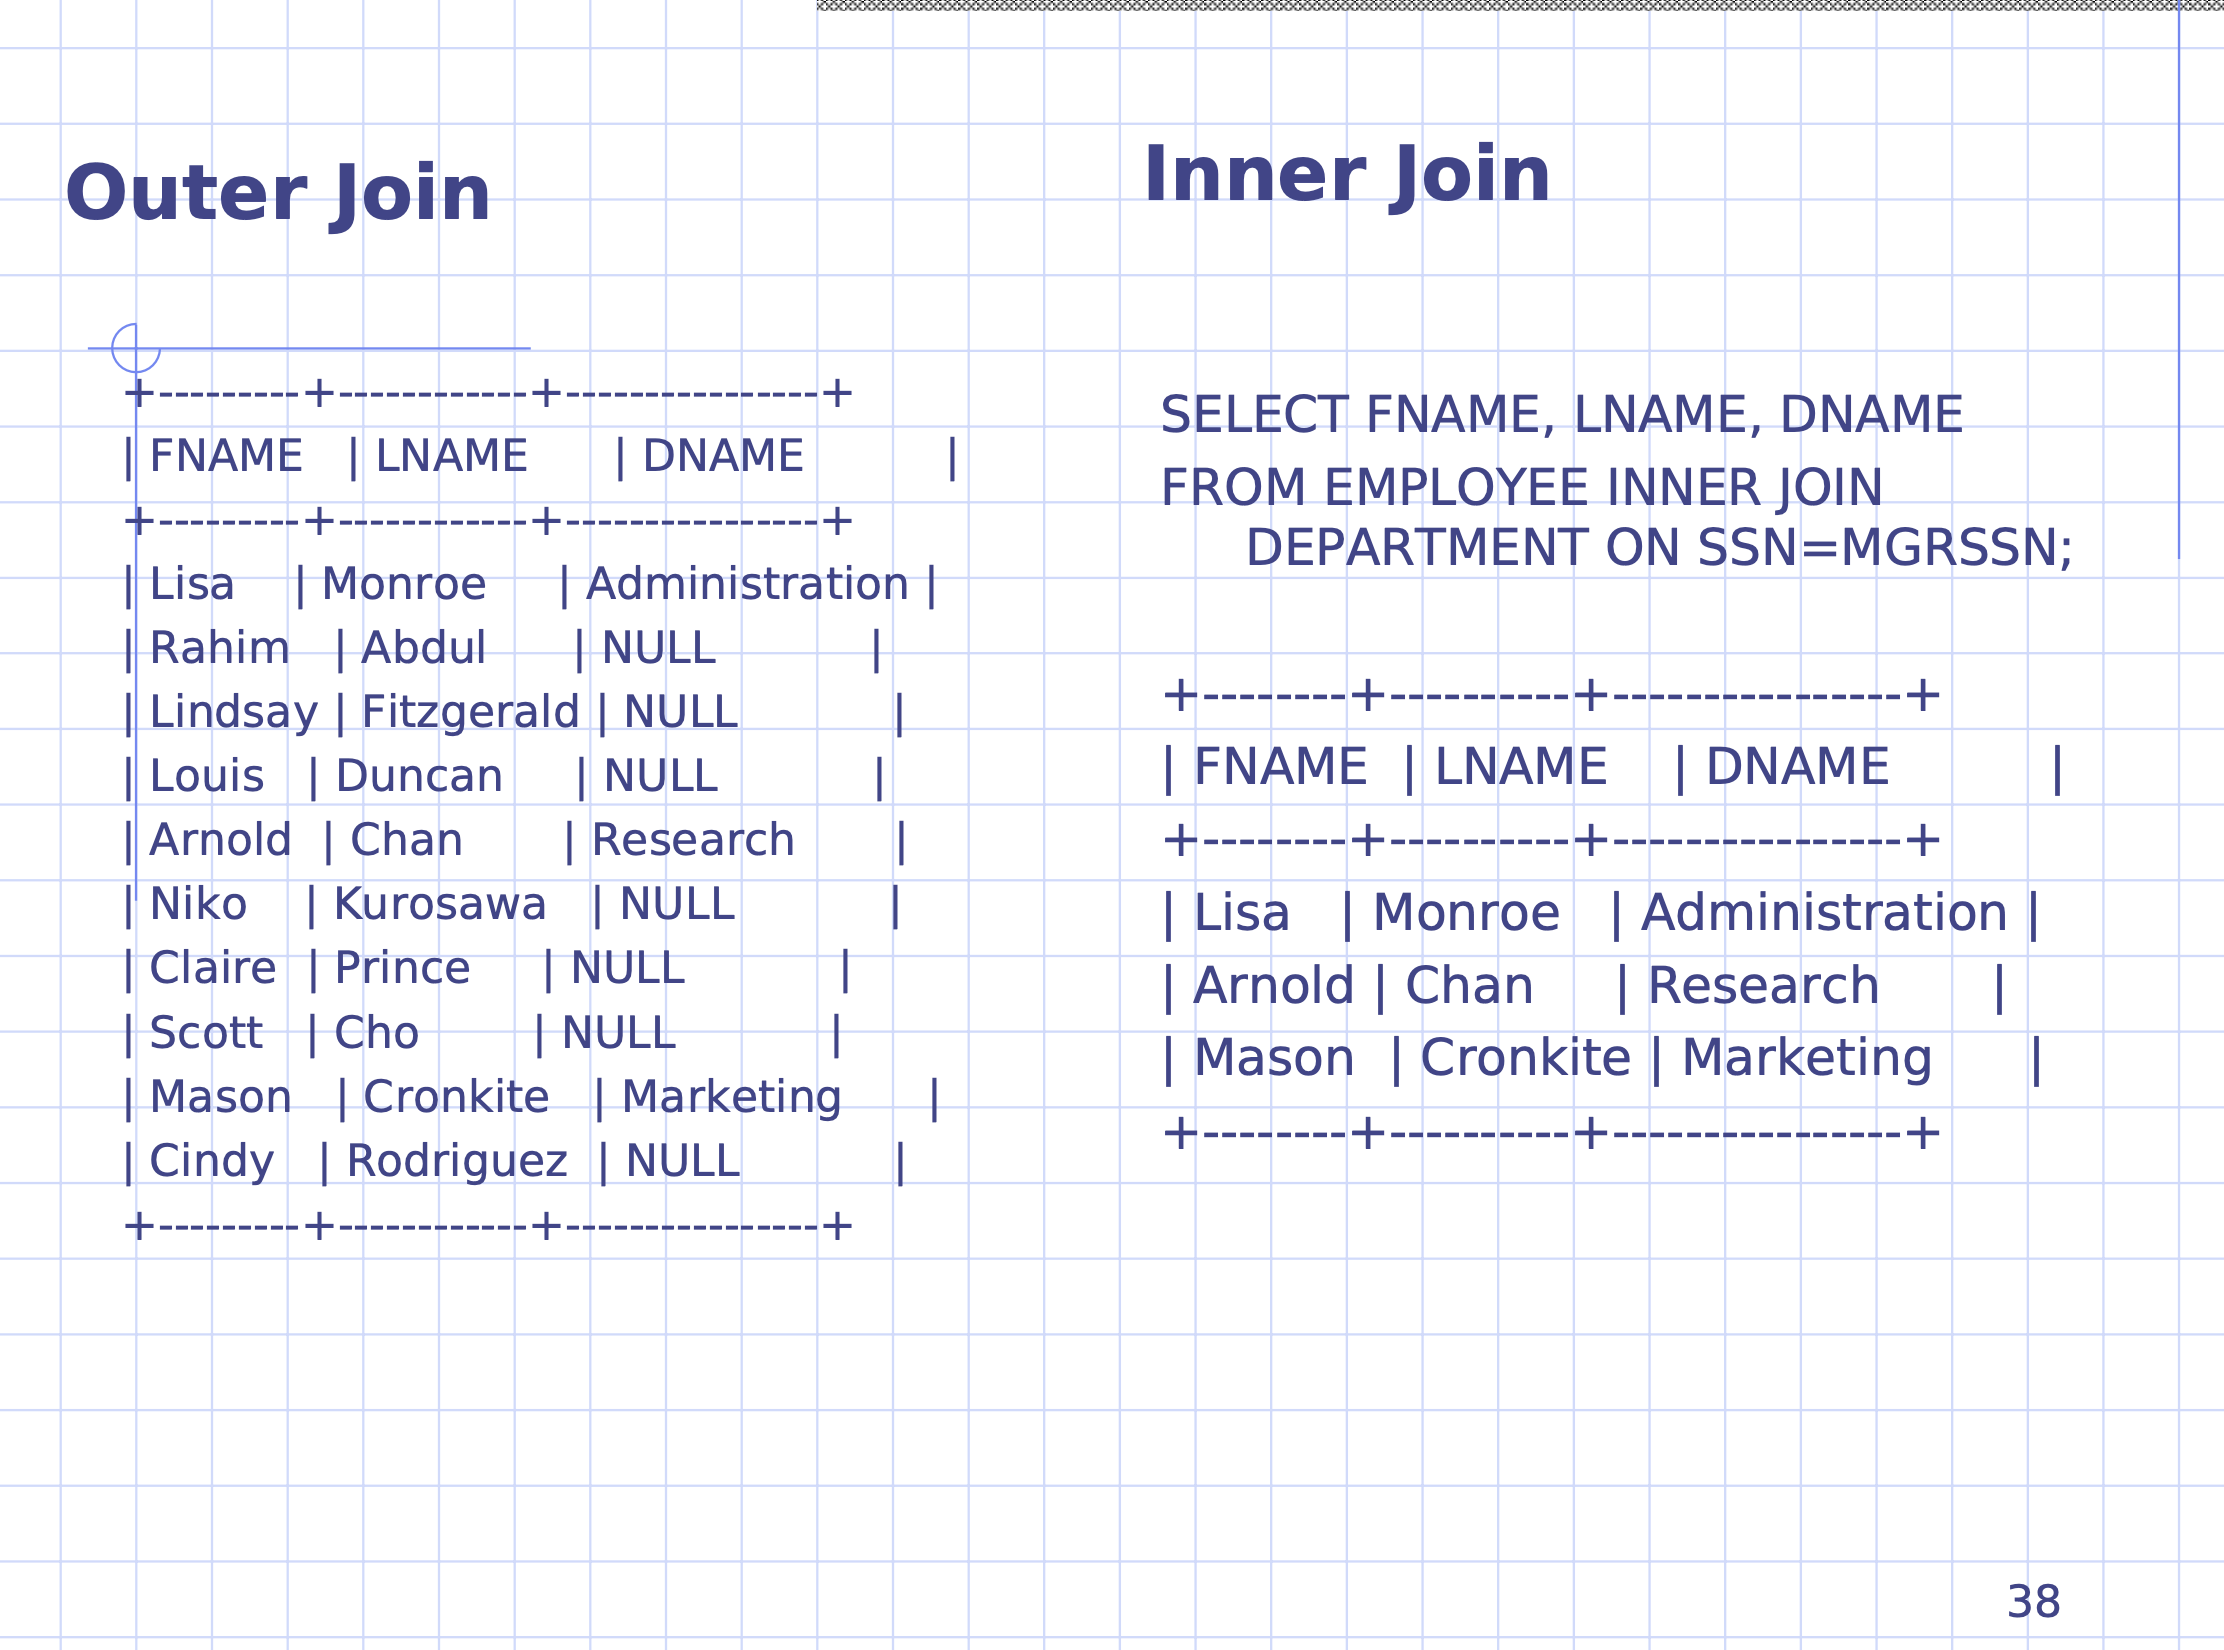 Outer Join
+---------+------------+----------------+
| FNAME | LNAME | DNAME |
+---------+------------+----------------+
| Lisa | Monroe | Administration |
| Rahim | Abdul | NULL |
| Lindsay | Fitzgerald | NULL |
| Louis | Duncan | NULL |
| Arnold | Chan | Research |
| Niko | Kurosawa | NULL |
| Claire | Prince | NULL |
| Scott | Cho | NULL |
| Mason | Cronkite | Marketing |
| Cindy | Rodriguez | NULL |
+---------+------------+----------------+
Inner Join
SELECT FNAME, LNAME, DNAME
FROM EMPLOYEE INNER JOIN
DEPARTMENT ON SSN=MGRSSN;
+--------+----------+----------------+
| FNAME | LNAME | DNAME |
+--------+----------+----------------+
| Lisa | Monroe | Administration |
| Arnold | Chan | Research |
| Mason | Cronkite | Marketing |
+--------+----------+----------------+
38